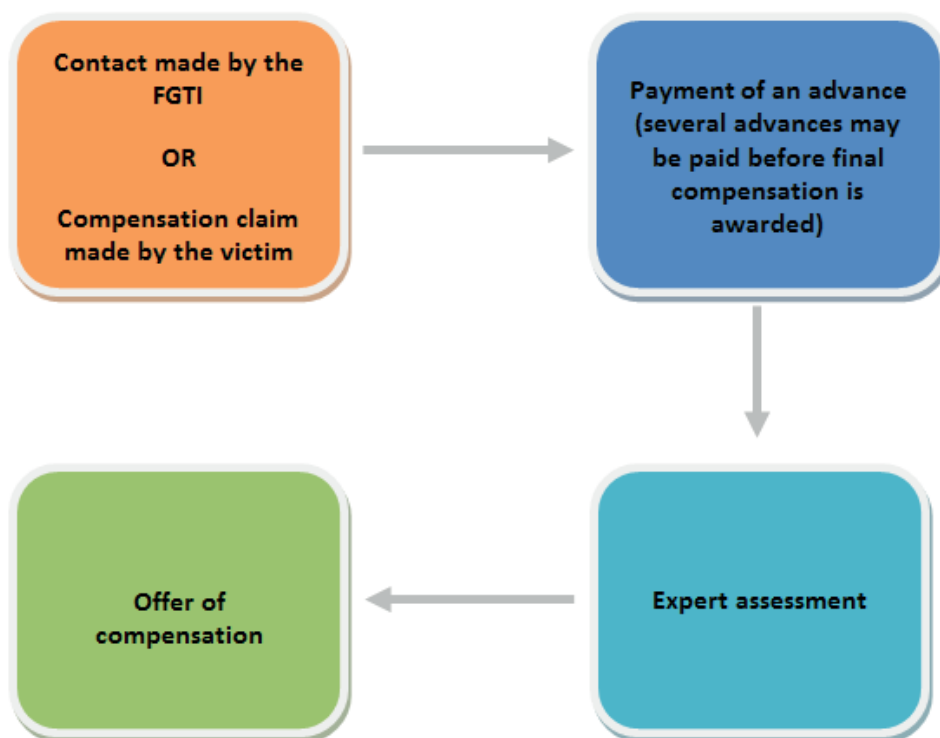 Contact made by the
FGTI
OR
Compensation claim
made by the victim
Payment of an advance
(several advances may
be paid before final
compensation is
awarded)
Expert assessment
Offer of
compensation